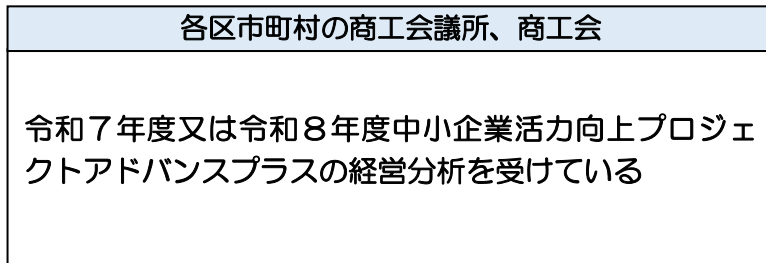 各区市町村の商工会議所、商工会
令和７年度又は令和８年度中小企業活力向上プロジェ
クトアドバンスプラスの経営分析を受けている